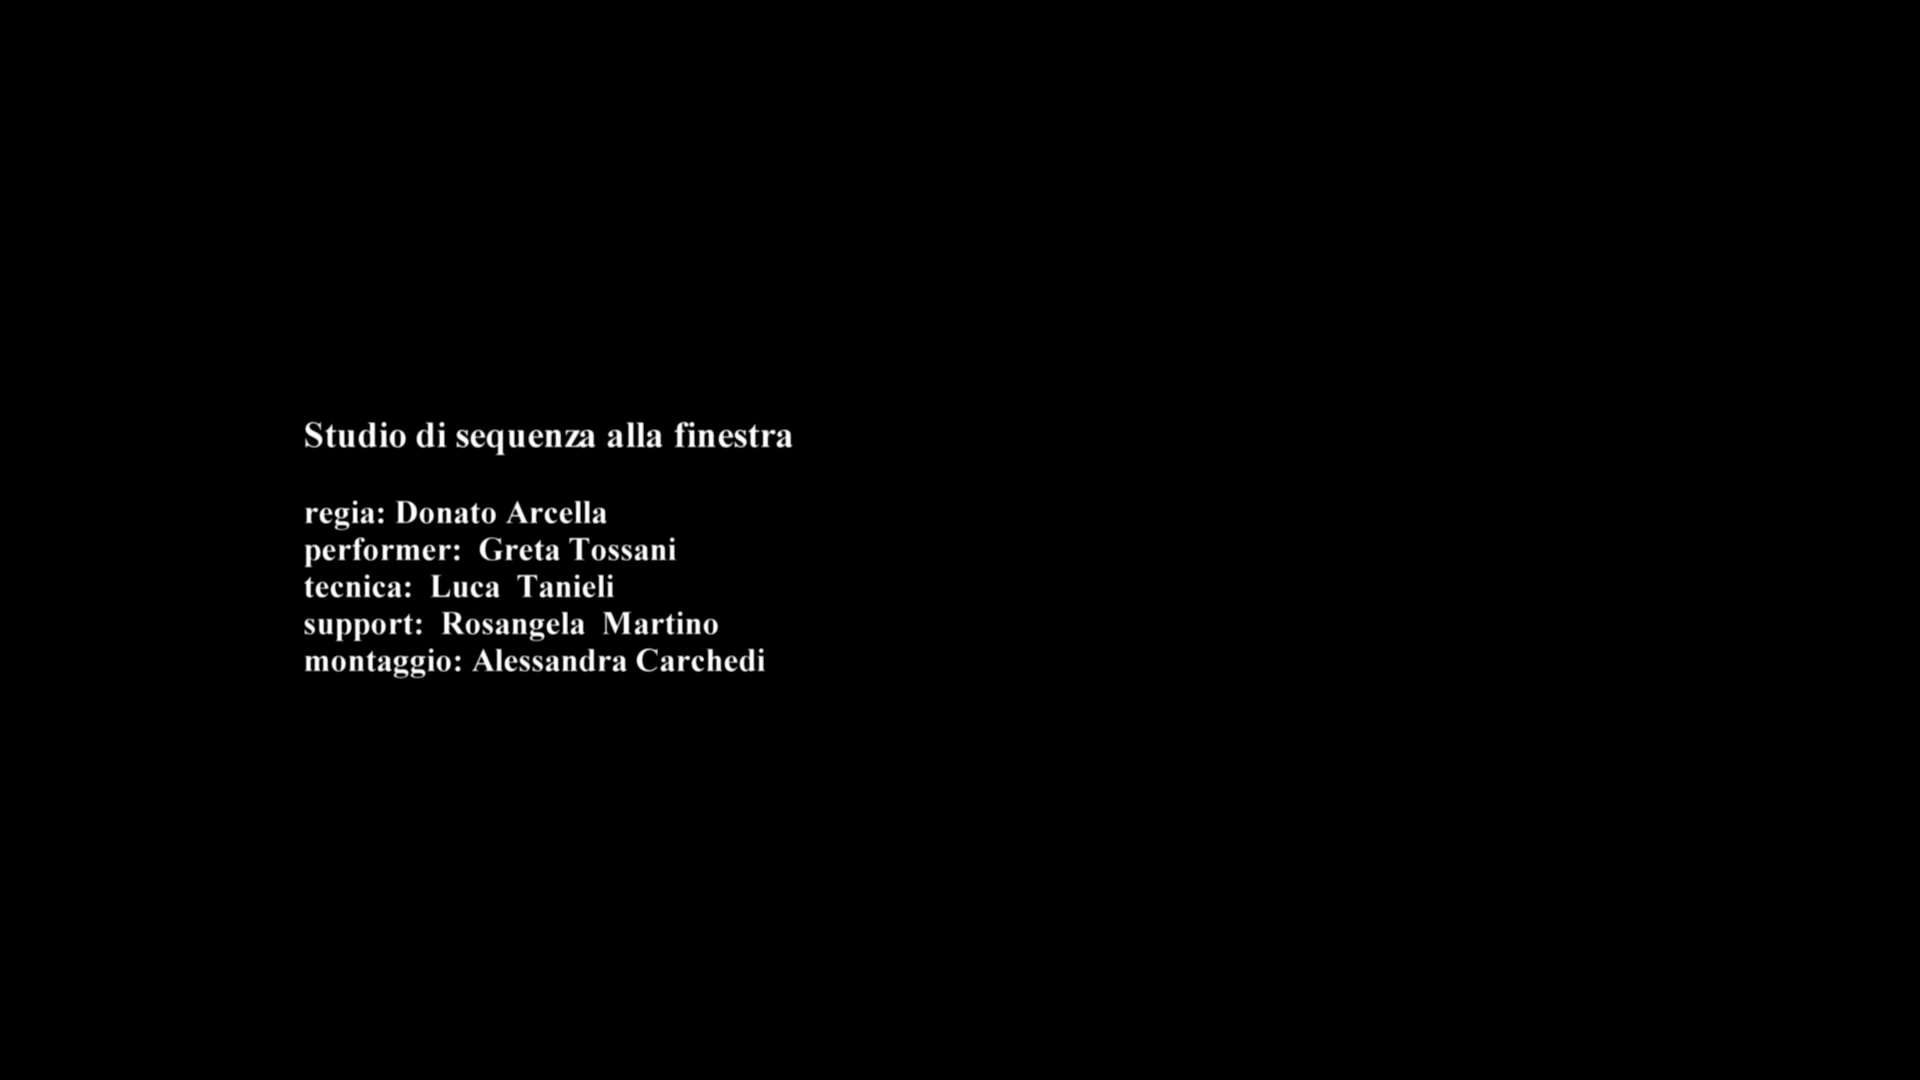 Studio di sequenza alla finestra
regia: Donato Arcella
performer: Greta Tossani
tecnica: Luca Tanieli
support: Rosangela Martino
montaggio: Alessandra Carchedi